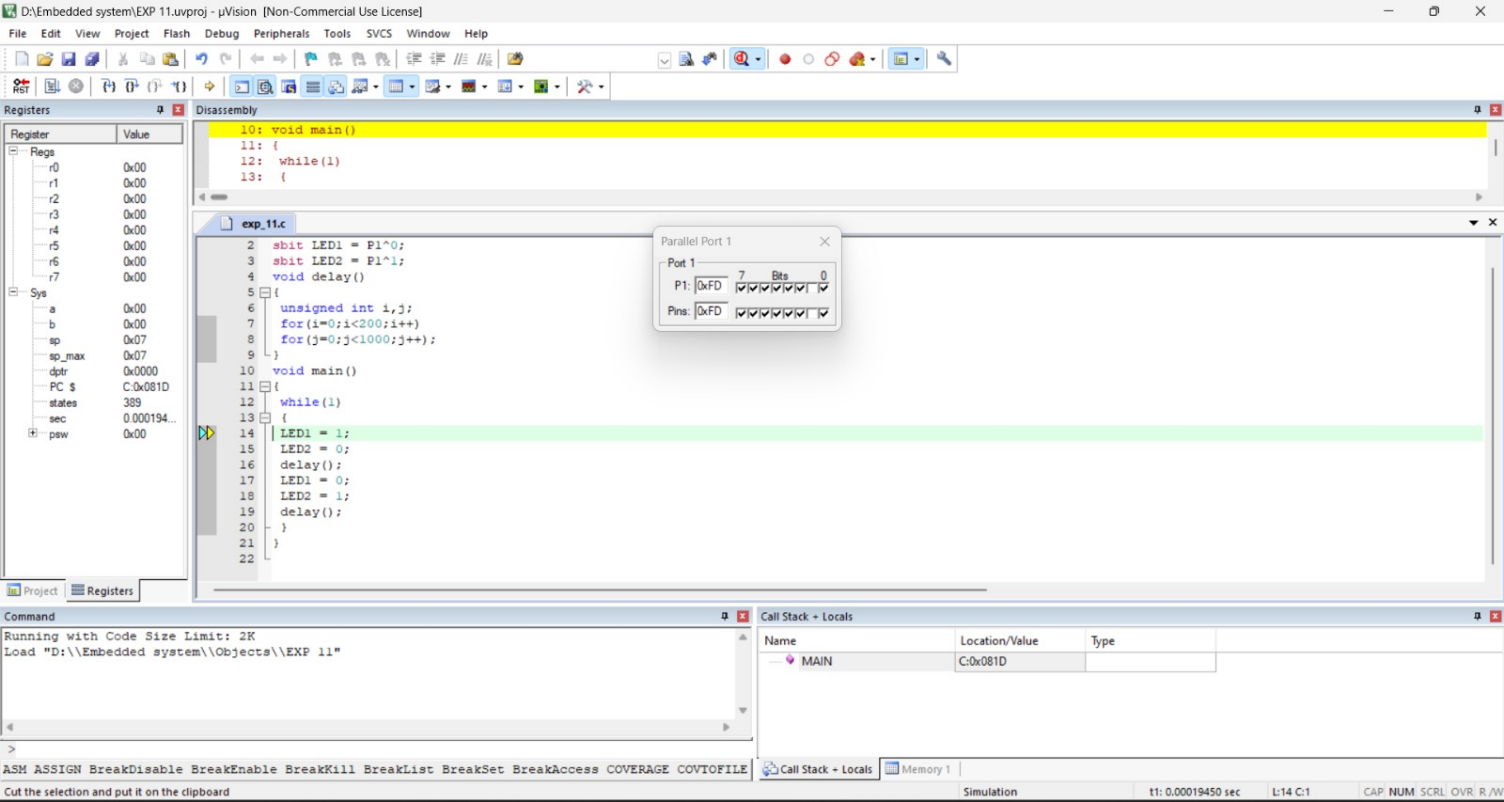 D:\Embedded system\EXP 11.uvproj - µVision [Non-Commercial Use License]
File Edit View Project Flash Debug Peripherals Tools SVCS Window Help
Registers
Register Value
Regs
r0 0x00
r1 0x00
r2 0x00
r3 0x00
r4 0x00
r5 0x00
r6 0x00
r7 0x00
Sys
a 0x00
b 0x00
sp 0x07
sp_max 0x07
dptr 0x0000
PC $ C:0x081D
states 389
sec 0.000194...
psw 0x00
Project Registers
Disassembly
10: void main()
11: {
12: while(1)
13: {
exp_11.c
2 sbit LED1 = P1^0;
3 sbit LED2 = P1^1;
4 void delay()
5 {
6 unsigned int i,j;
7 for(i=0;i<200;i++)
8 for(j=0;j<1000;j++);
9 }
10 void main()
11 {
12 while(1)
13 {
14 LED1 = 1;
15 LED2 = 0;
16 delay();
17 LED1 = 0;
18 LED2 = 1;
19 delay();
20 }
21 }
22
Parallel Port 1
Port 1
7 Bits 0
P1: 0xFD
Pins: 0xFD
Command
Running with Code Size Limit: 2K
Load "D:\\Embedded system\\Objects\\EXP 11"
>
ASM ASSIGN BreakDisable BreakEnable BreakKill BreakList BreakSet BreakAccess COVERAGE COVTOFILE
Call Stack + Locals
Name Location/Value Type
MAIN C:0x081D
Call Stack + Locals Memory 1
Cut the selection and put it on the clipboard Simulation t1: 0.00019450 sec L:14 C:1 CAP NUM SCRL OVR R/W